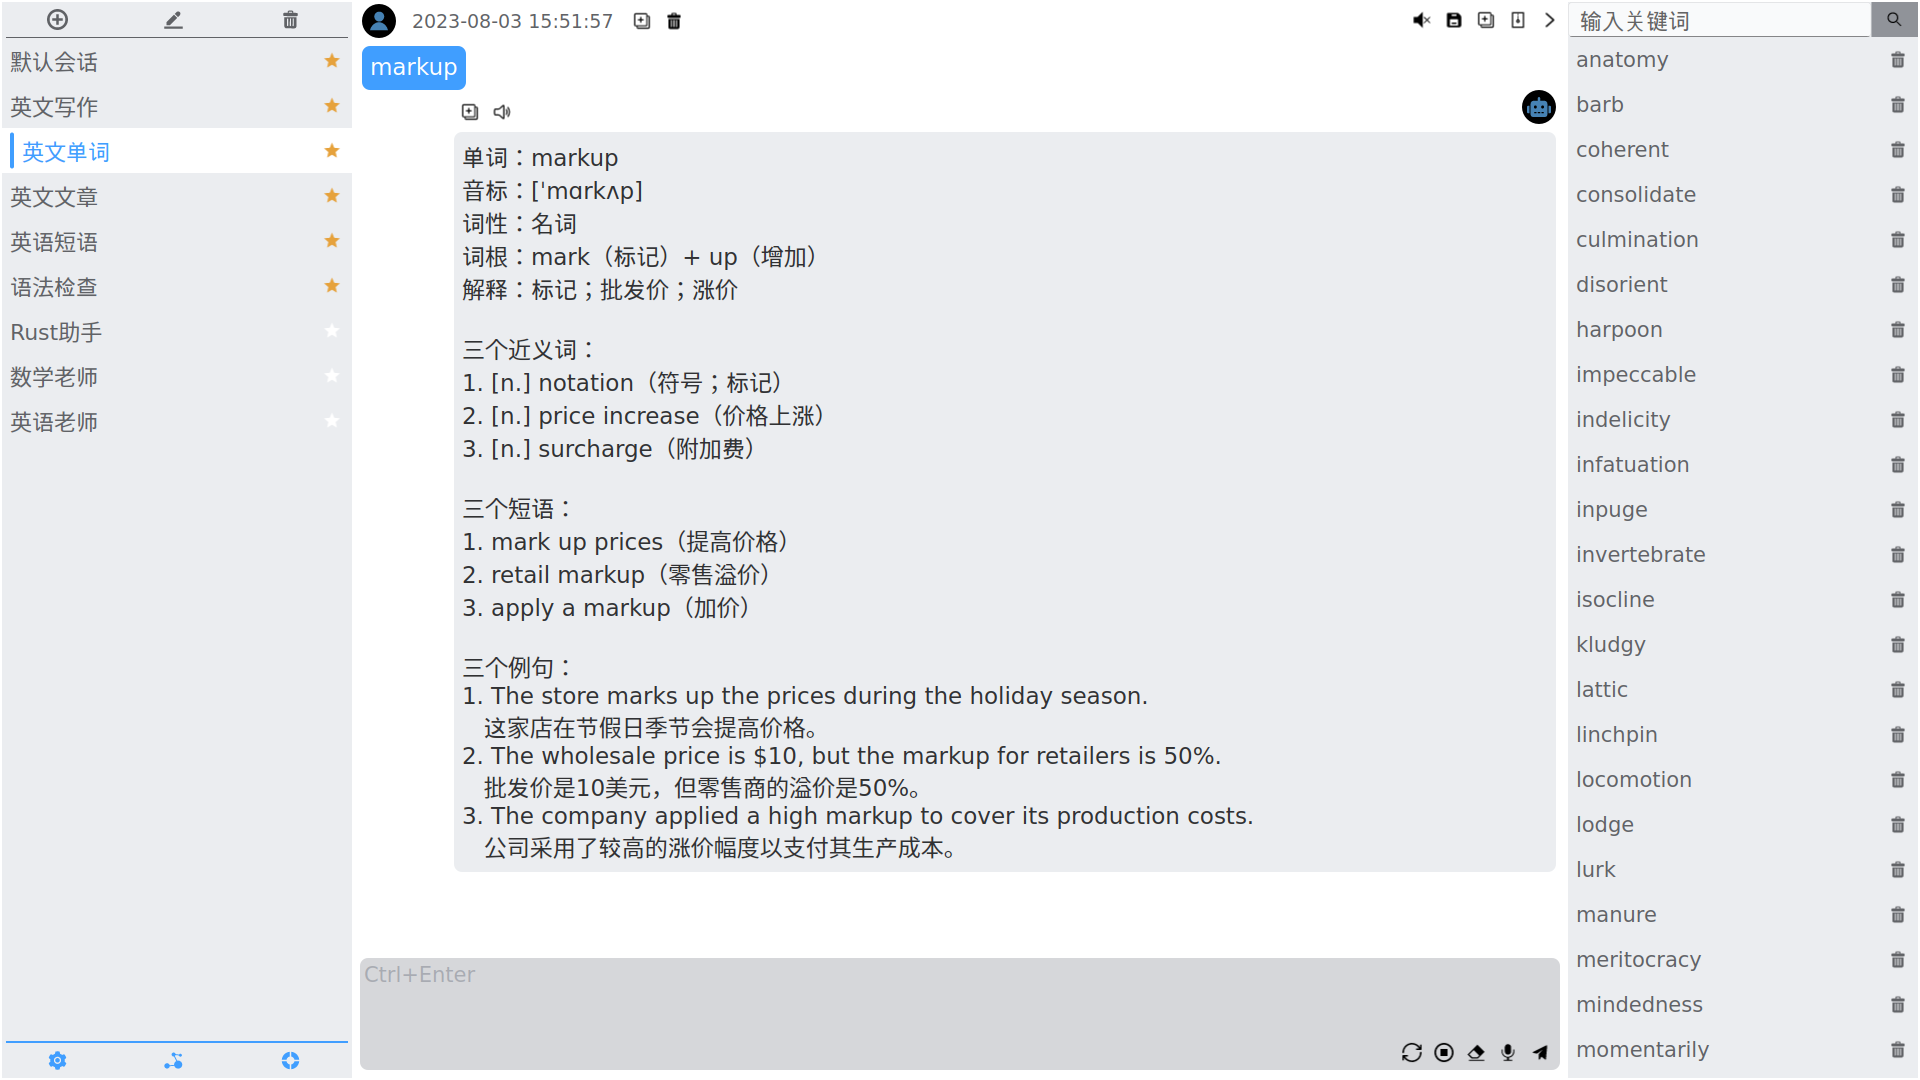 默认会话
英文写作
英文单词
英文文章
英语短语
语法检查
Rust助手
数学老师
英语老师
2023-08-03 15:51:57
markup
单词：markup
音标：[ˈmɑrkʌp]
词性：名词
词根：mark（标记）+ up（增加）
解释：标记；批发价；涨价
三个近义词：
1. [n.] notation（符号；标记）
2. [n.] price increase（价格上涨）
3. [n.] surcharge（附加费）
三个短语：
1. mark up prices（提高价格）
2. retail markup（零售溢价）
3. apply a markup（加价）
三个例句：
1. The store marks up the prices during the holiday season.
这家店在节假日季节会提高价格。
2. The wholesale price is $10, but the markup for retailers is 50%.
批发价是10美元，但零售商的溢价是50%。
3. The company applied a high markup to cover its production costs.
公司采用了较高的涨价幅度以支付其生产成本。
Ctrl+Enter
输入关键词
anatomy
barb
coherent
consolidate
culmination
disorient
harpoon
impeccable
indelicity
infatuation
inpuge
invertebrate
isocline
kludgy
lattic
linchpin
locomotion
lodge
lurk
manure
meritocracy
mindedness
momentarily